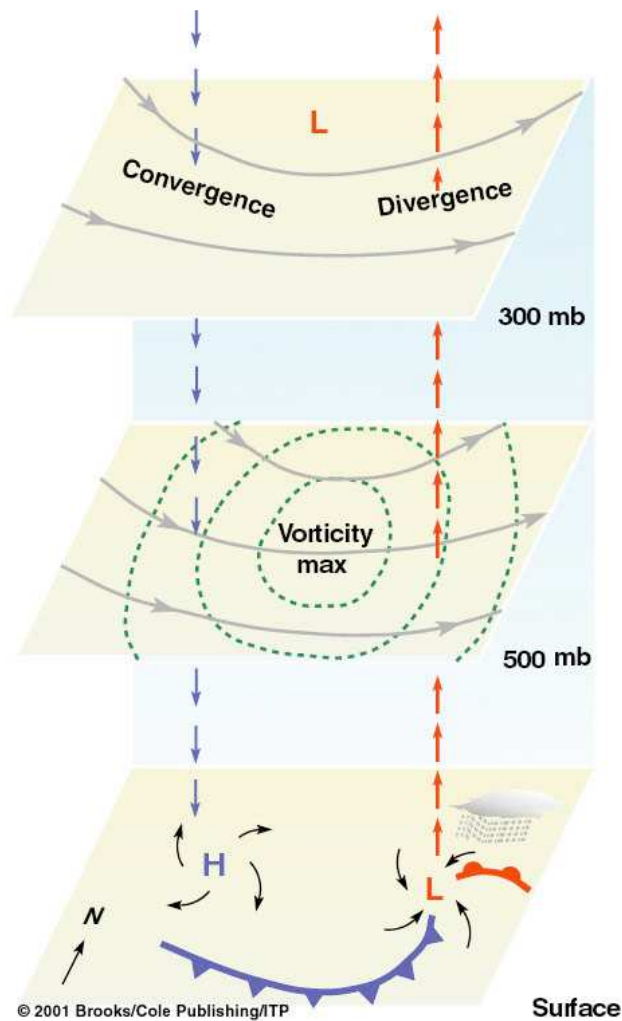 L
Convergence
Divergence
300 mb
Vorticity
max
500 mb
H
L
N
© 2001 Brooks/Cole Publishing/ITP
Surface